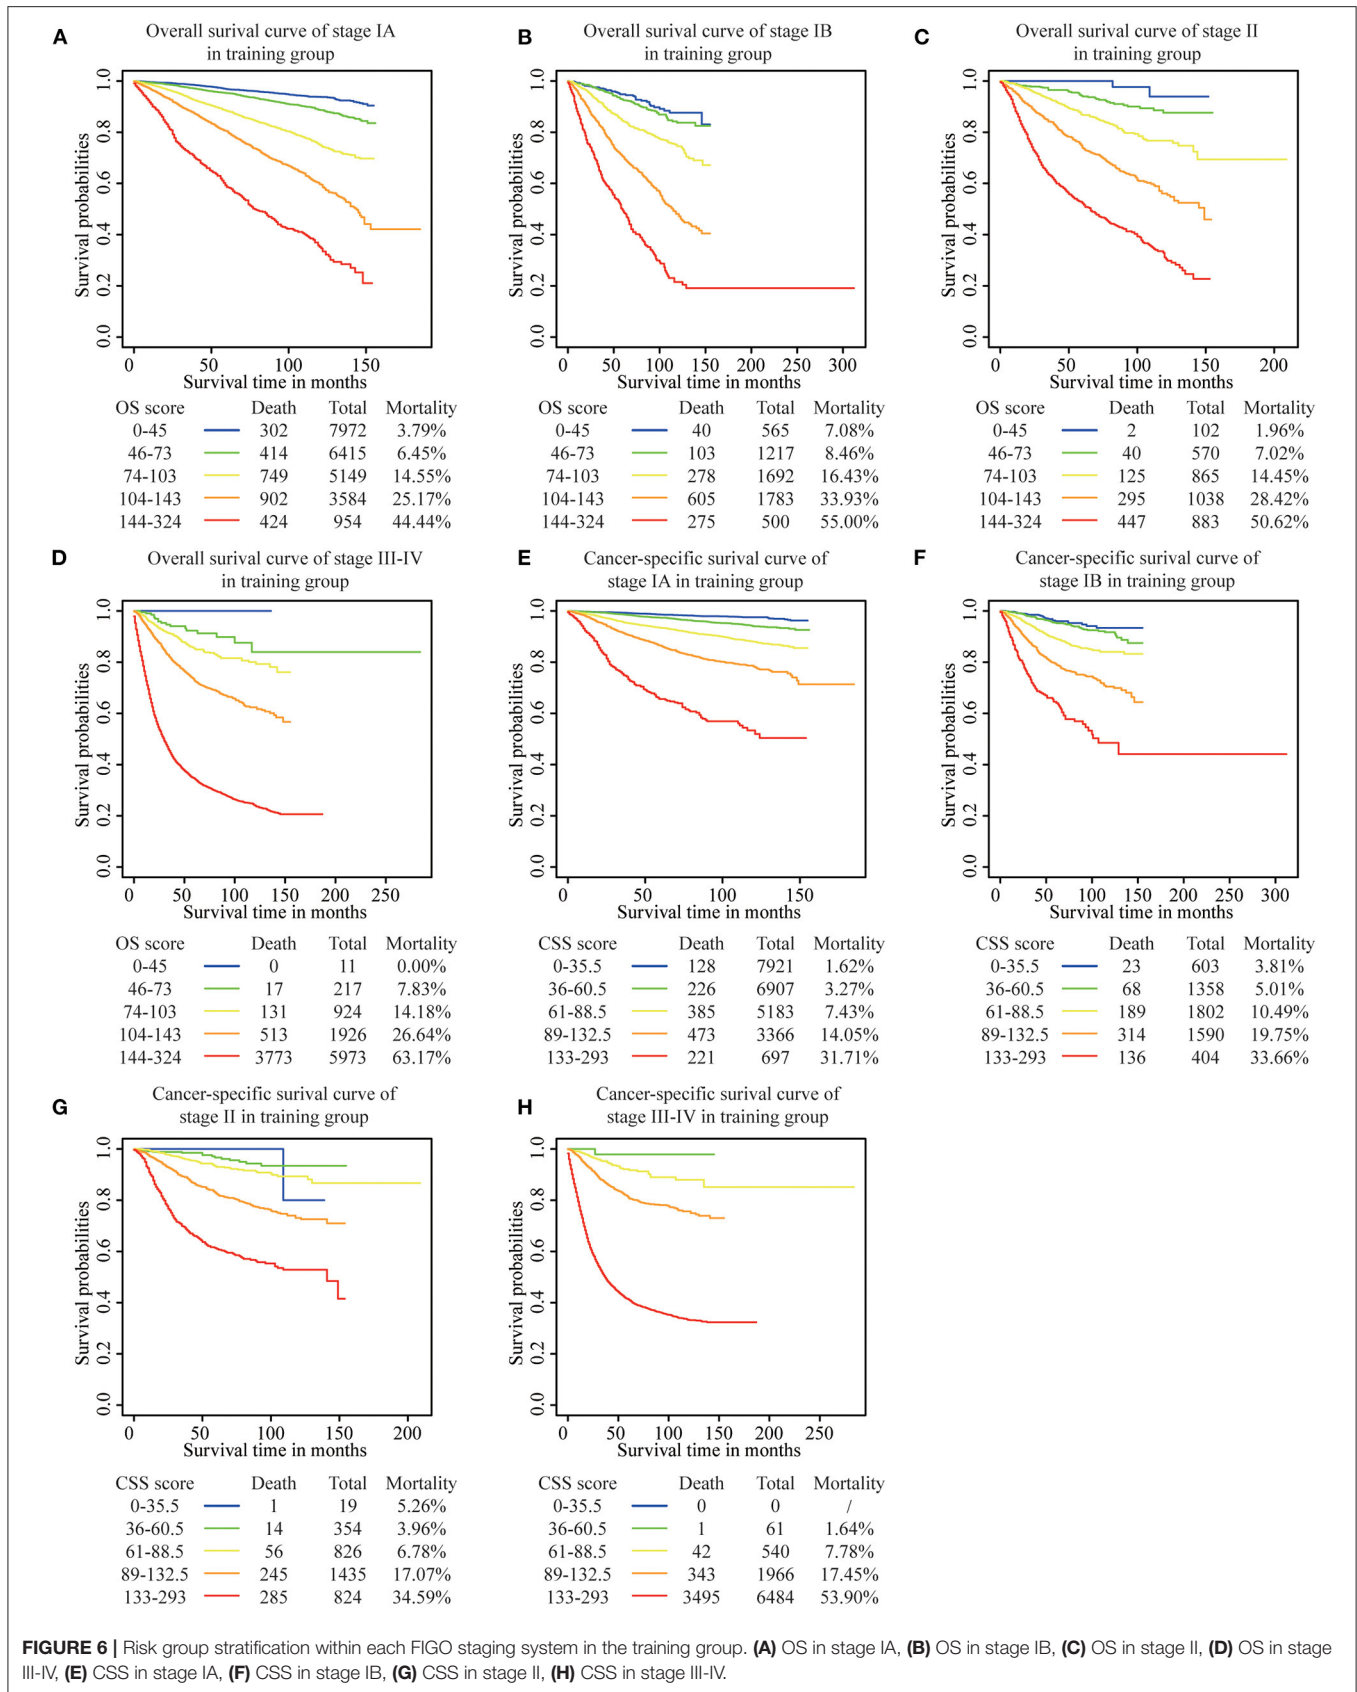 A Overall surival curve of stage IA
in training group
Survival probabilities
1.0
0.8
0.6
0.4
0.2
0.0
0 50 100 150
Survival time in months
OS score Death Total Mortality
0-45 302 7972 3.79%
46-73 414 6415 6.45%
74-103 749 5149 14.55%
104-143 902 3584 25.17%
144-324 424 954 44.44%
B Overall surival curve of stage IB
in training group
Survival probabilities
1.0
0.8
0.6
0.4
0.2
0.0
0 50 100 150 200 250 300
Survival time in months
OS score Death Total Mortality
0-45 40 565 7.08%
46-73 103 1217 8.46%
74-103 278 1692 16.43%
104-143 605 1783 33.93%
144-324 275 500 55.00%
C Overall surival curve of stage II
in training group
Survival probabilities
1.0
0.8
0.6
0.4
0.2
0.0
0 50 100 150 200
Survival time in months
OS score Death Total Mortality
0-45 2 102 1.96%
46-73 40 570 7.02%
74-103 125 865 14.45%
104-143 295 1038 28.42%
144-324 447 883 50.62%
D Overall surival curve of stage III-IV
in training group
Survival probabilities
1.0
0.8
0.6
0.4
0.2
0.0
0 50 100 150 200 250
Survival time in months
OS score Death Total Mortality
0-45 0 11 0.00%
46-73 17 217 7.83%
74-103 131 924 14.18%
104-143 513 1926 26.64%
144-324 3773 5973 63.17%
E Cancer-specific surival curve of
stage IA in training group
Survival probabilities
1.0
0.8
0.6
0.4
0.2
0.0
0 50 100 150
Survival time in months
CSS score Death Total Mortality
0-35.5 128 7921 1.62%
36-60.5 226 6907 3.27%
61-88.5 385 5183 7.43%
89-132.5 473 3366 14.05%
133-293 221 697 31.71%
F Cancer-specific surival curve of
stage IB in training group
Survival probabilities
1.0
0.8
0.6
0.4
0.2
0.0
0 50 100 150 200 250 300
Survival time in months
CSS score Death Total Mortality
0-35.5 23 603 3.81%
36-60.5 68 1358 5.01%
61-88.5 189 1802 10.49%
89-132.5 314 1590 19.75%
133-293 136 404 33.66%
G Cancer-specific surival curve of
stage II in training group
Survival probabilities
1.0
0.8
0.6
0.4
0.2
0.0
0 50 100 150 200
Survival time in months
CSS score Death Total Mortality
0-35.5 1 19 5.26%
36-60.5 14 354 3.96%
61-88.5 56 826 6.78%
89-132.5 245 1435 17.07%
133-293 285 824 34.59%
H Cancer-specific surival curve of
stage III-IV in training group
Survival probabilities
1.0
0.8
0.6
0.4
0.2
0.0
0 50 100 150 200 250
Survival time in months
CSS score Death Total Mortality
0-35.5 0 0 /
36-60.5 1 61 1.64%
61-88.5 42 540 7.78%
89-132.5 343 1966 17.45%
133-293 3495 6484 53.90%
FIGURE 6 | Risk group stratification within each FIGO staging system in the training group. (A) OS in stage IA, (B) OS in stage IB, (C) OS in stage II, (D) OS in stage
III-IV, (E) CSS in stage IA, (F) CSS in stage IB, (G) CSS in stage II, (H) CSS in stage III-IV.